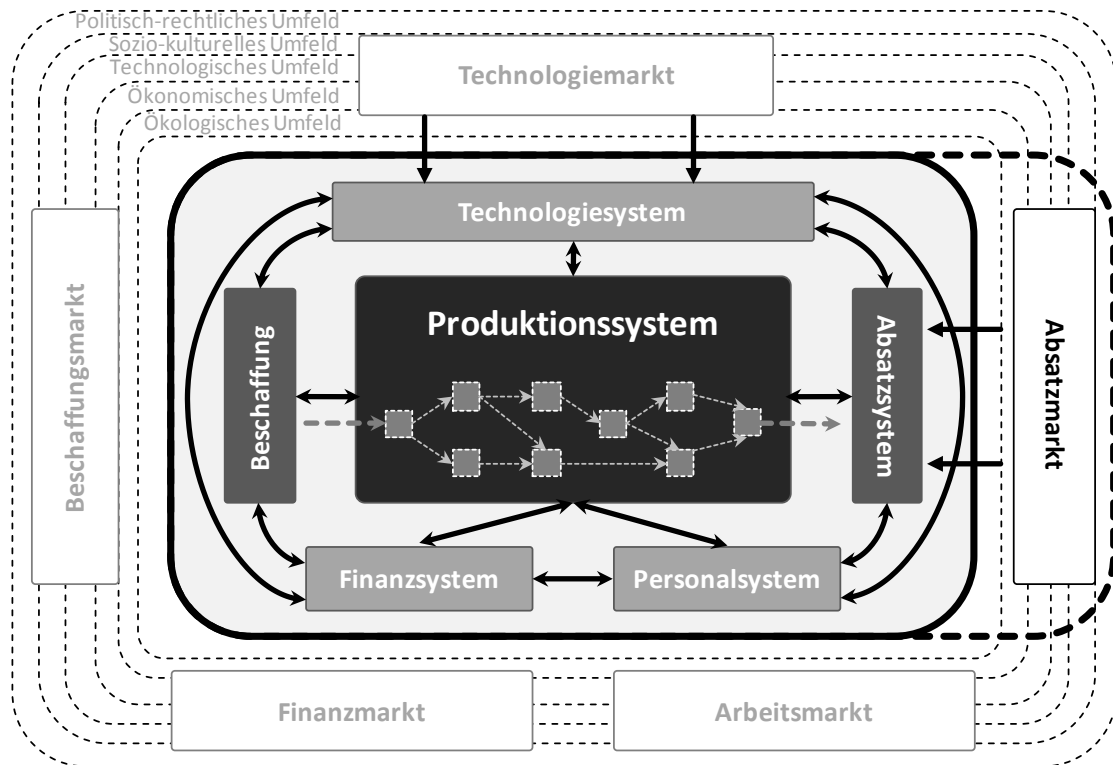 Politisch-rechtliches Umfeld
Sozio-kulturelles Umfeld
Technologisches Umfeld
Ökonomisches Umfeld
Ökologisches Umfeld
Technologiemarkt
Technologiesystem
Beschaffungsmarkt
Beschaffung
Produktionssystem
Absatzsystem
Absatzmarkt
Finanzsystem
Personalsystem
Finanzmarkt
Arbeitsmarkt